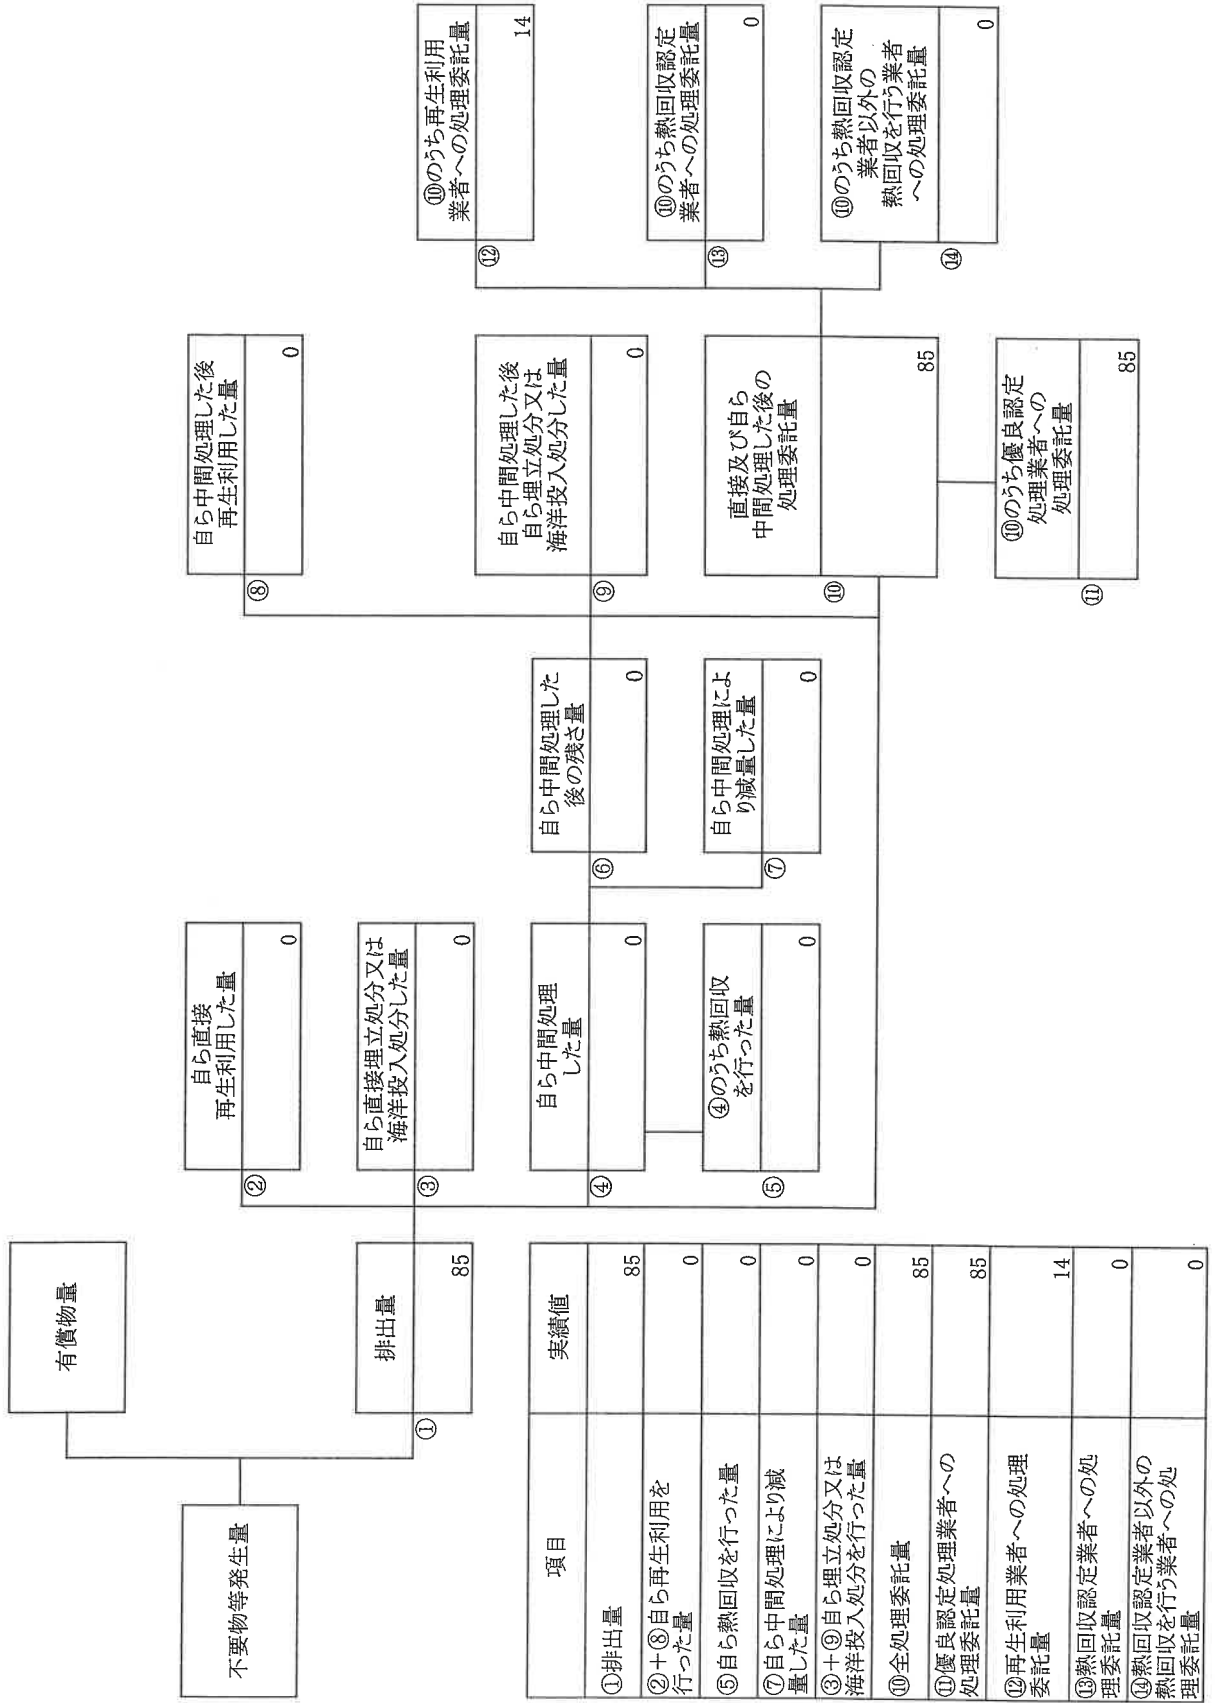 不要物等発生量
有償物量
①
排出量
85
②
自ら直接
再生利用した量
0
③
自ら直接埋立処分又は
海洋投入処分した量
0
④
自ら中間処理
した量
0
⑤
④のうち熱回収
を行った量
0
⑥
自ら中間処理した
後の残さ量
0
⑦
自ら中間処理によ
り減量した量
0
⑧
自ら中間処理した後
再生利用した量
0
⑨
自ら中間処理した後
自ら埋立処分又は
海洋投入処分した量
0
⑩
直接及び自ら
中間処理した後の
処理委託量
85
⑪
⑩のうち優良認定
処理業者への
処理委託量
85
⑫
⑩のうち再生利用
業者への処理委託量
14
⑬
⑩のうち熱回収認定
業者への処理委託量
0
⑭
⑩のうち熱回収認定
業者以外の
熱回収を行う業者
への処理委託量
0
項目 実績値
①排出量 85
②＋⑧自ら再生利用を
行った量 0
⑤自ら熱回収を行った量 0
⑦自ら中間処理により減
量した量 0
③＋⑨自ら埋立処分又は
海洋投入処分を行った量 0
⑩全処理委託量 85
⑪優良認定処理業者への
処理委託量 85
⑫再生利用業者への処理
委託量 14
⑬熱回収認定業者への処
理委託量 0
⑭熱回収認定業者以外の
熱回収を行う業者への処
理委託量 0